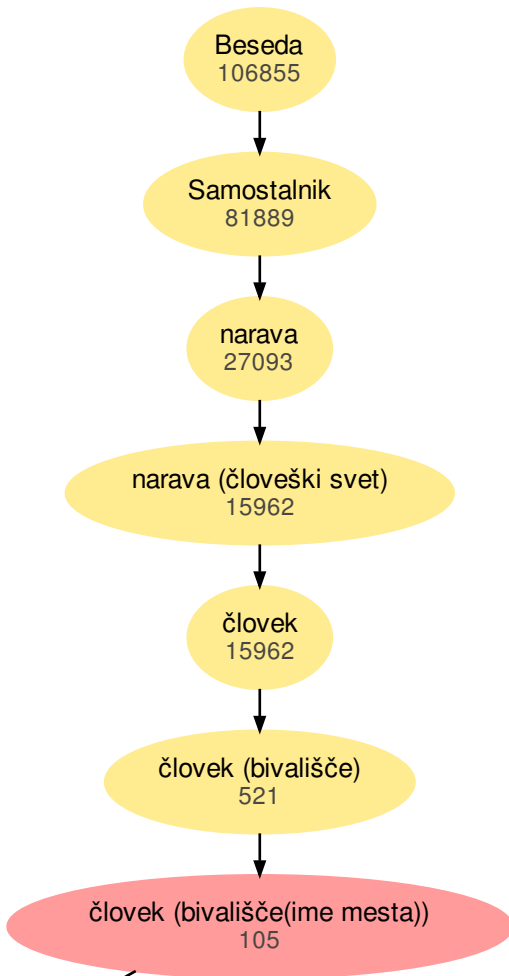 Beseda
106855
Samostalnik
81889
narava
27093
narava (človeški svet)
15962
človek
15962
človek (bivališče)
521
človek (bivališče(ime mesta))
105